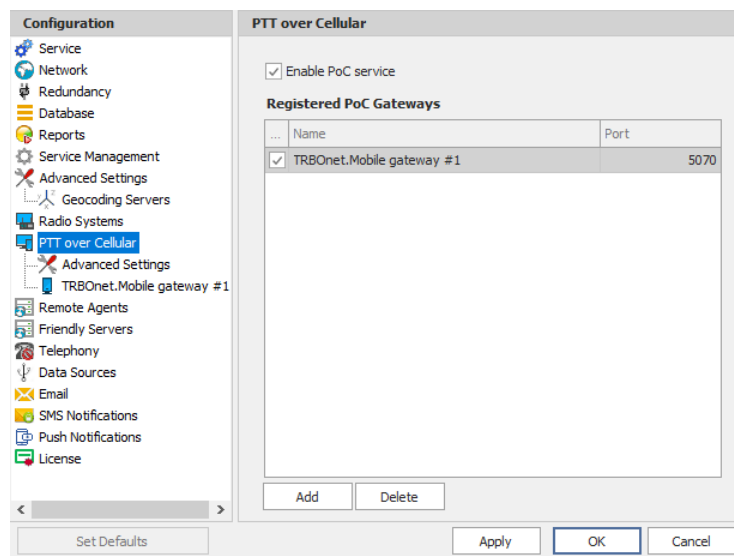 Configuration
Service
Network
Redundancy
Database
Reports
Service Management
Advanced Settings
Geocoding Servers
Radio Systems
PTT over Cellular
Advanced Settings
TRBOnet.Mobile gateway #1
Remote Agents
Friendly Servers
Telephony
Data Sources
Email
SMS Notifications
Push Notifications
License
Set Defaults
PTT over Cellular
Enable PoC service
Registered PoC Gateways
... Name Port
TRBOnet.Mobile gateway #1 5070
Add Delete
Apply OK Cancel